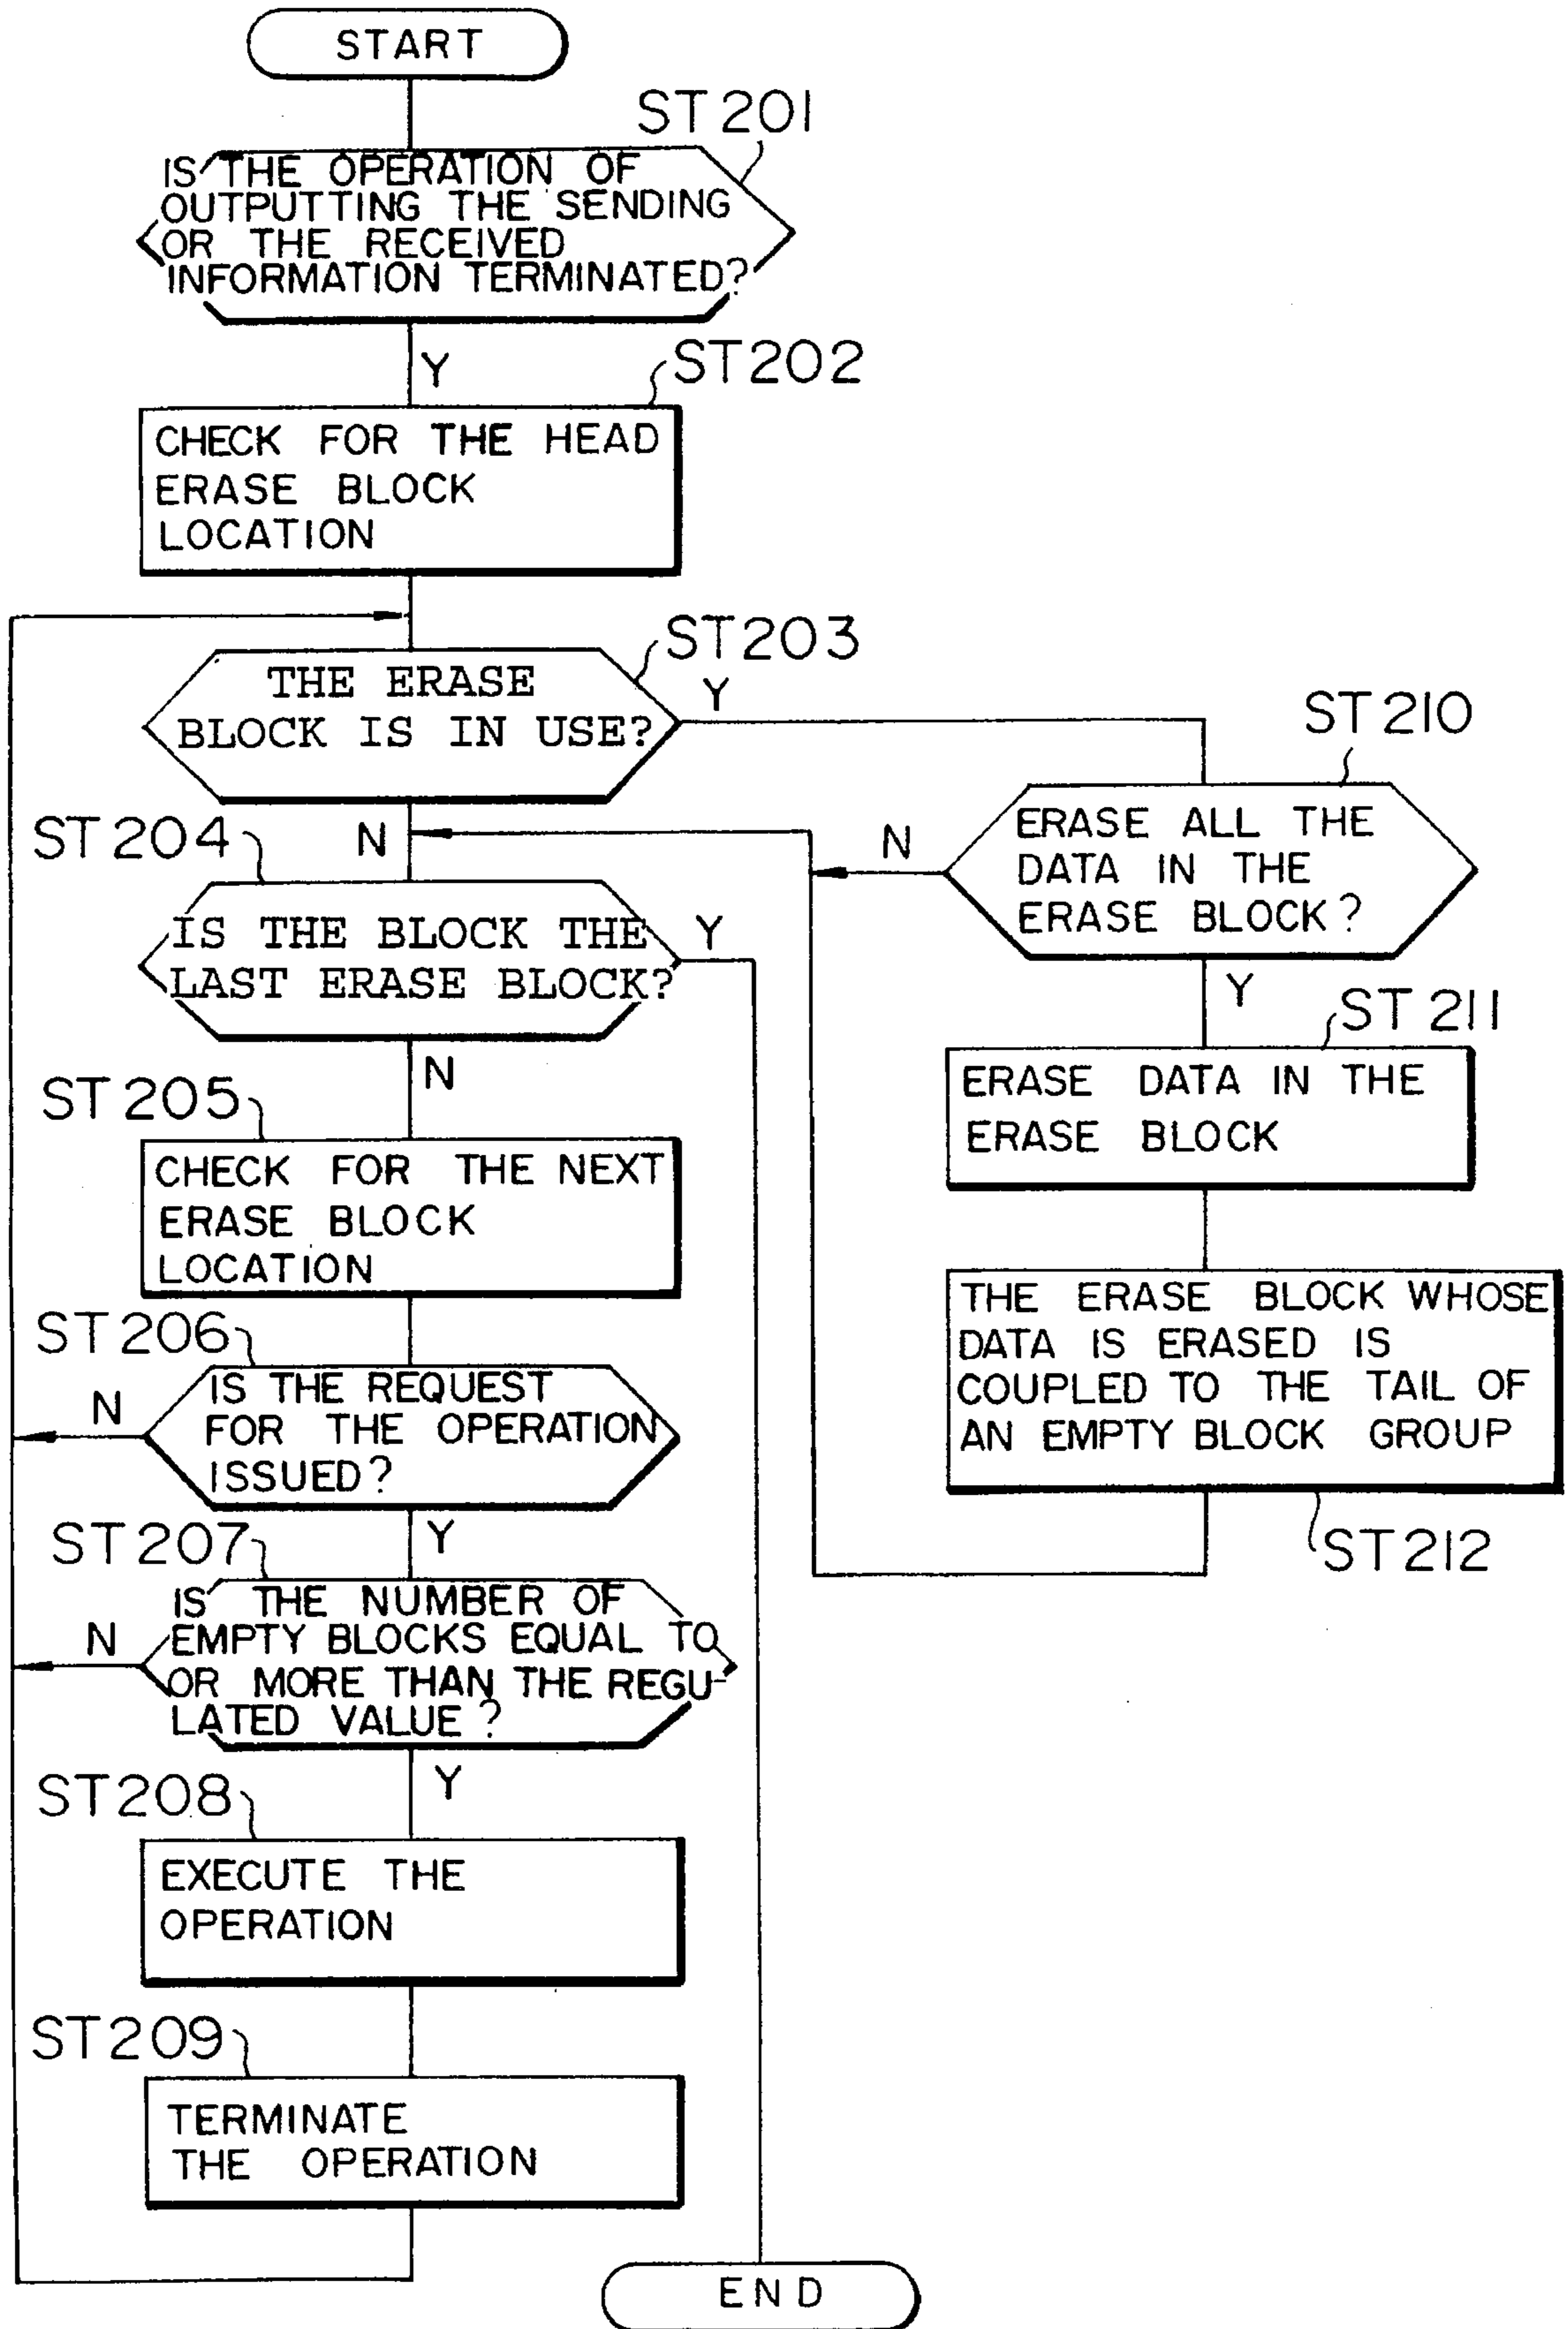 START
ST201
IS THE OPERATION OF
OUTPUTTING THE SENDING
OR THE RECEIVED
INFORMATION TERMINATED?
Y
ST202
CHECK FOR THE HEAD
ERASE BLOCK
LOCATION
ST203
THE ERASE
BLOCK IS IN USE?
Y
N
ST204
IS THE BLOCK THE
LAST ERASE BLOCK?
Y
N
ST205
CHECK FOR THE NEXT
ERASE BLOCK
LOCATION
ST206
IS THE REQUEST
FOR THE OPERATION
ISSUED?
N
Y
ST207
IS THE NUMBER OF
EMPTY BLOCKS EQUAL TO
OR MORE THAN THE REGU-
LATED VALUE?
N
Y
ST208
EXECUTE THE
OPERATION
ST209
TERMINATE
THE OPERATION
ST210
ERASE ALL THE
DATA IN THE
ERASE BLOCK?
N
Y
ST211
ERASE DATA IN THE
ERASE BLOCK
THE ERASE BLOCK WHOSE
DATA IS ERASED IS
COUPLED TO THE TAIL OF
AN EMPTY BLOCK GROUP
ST212
END